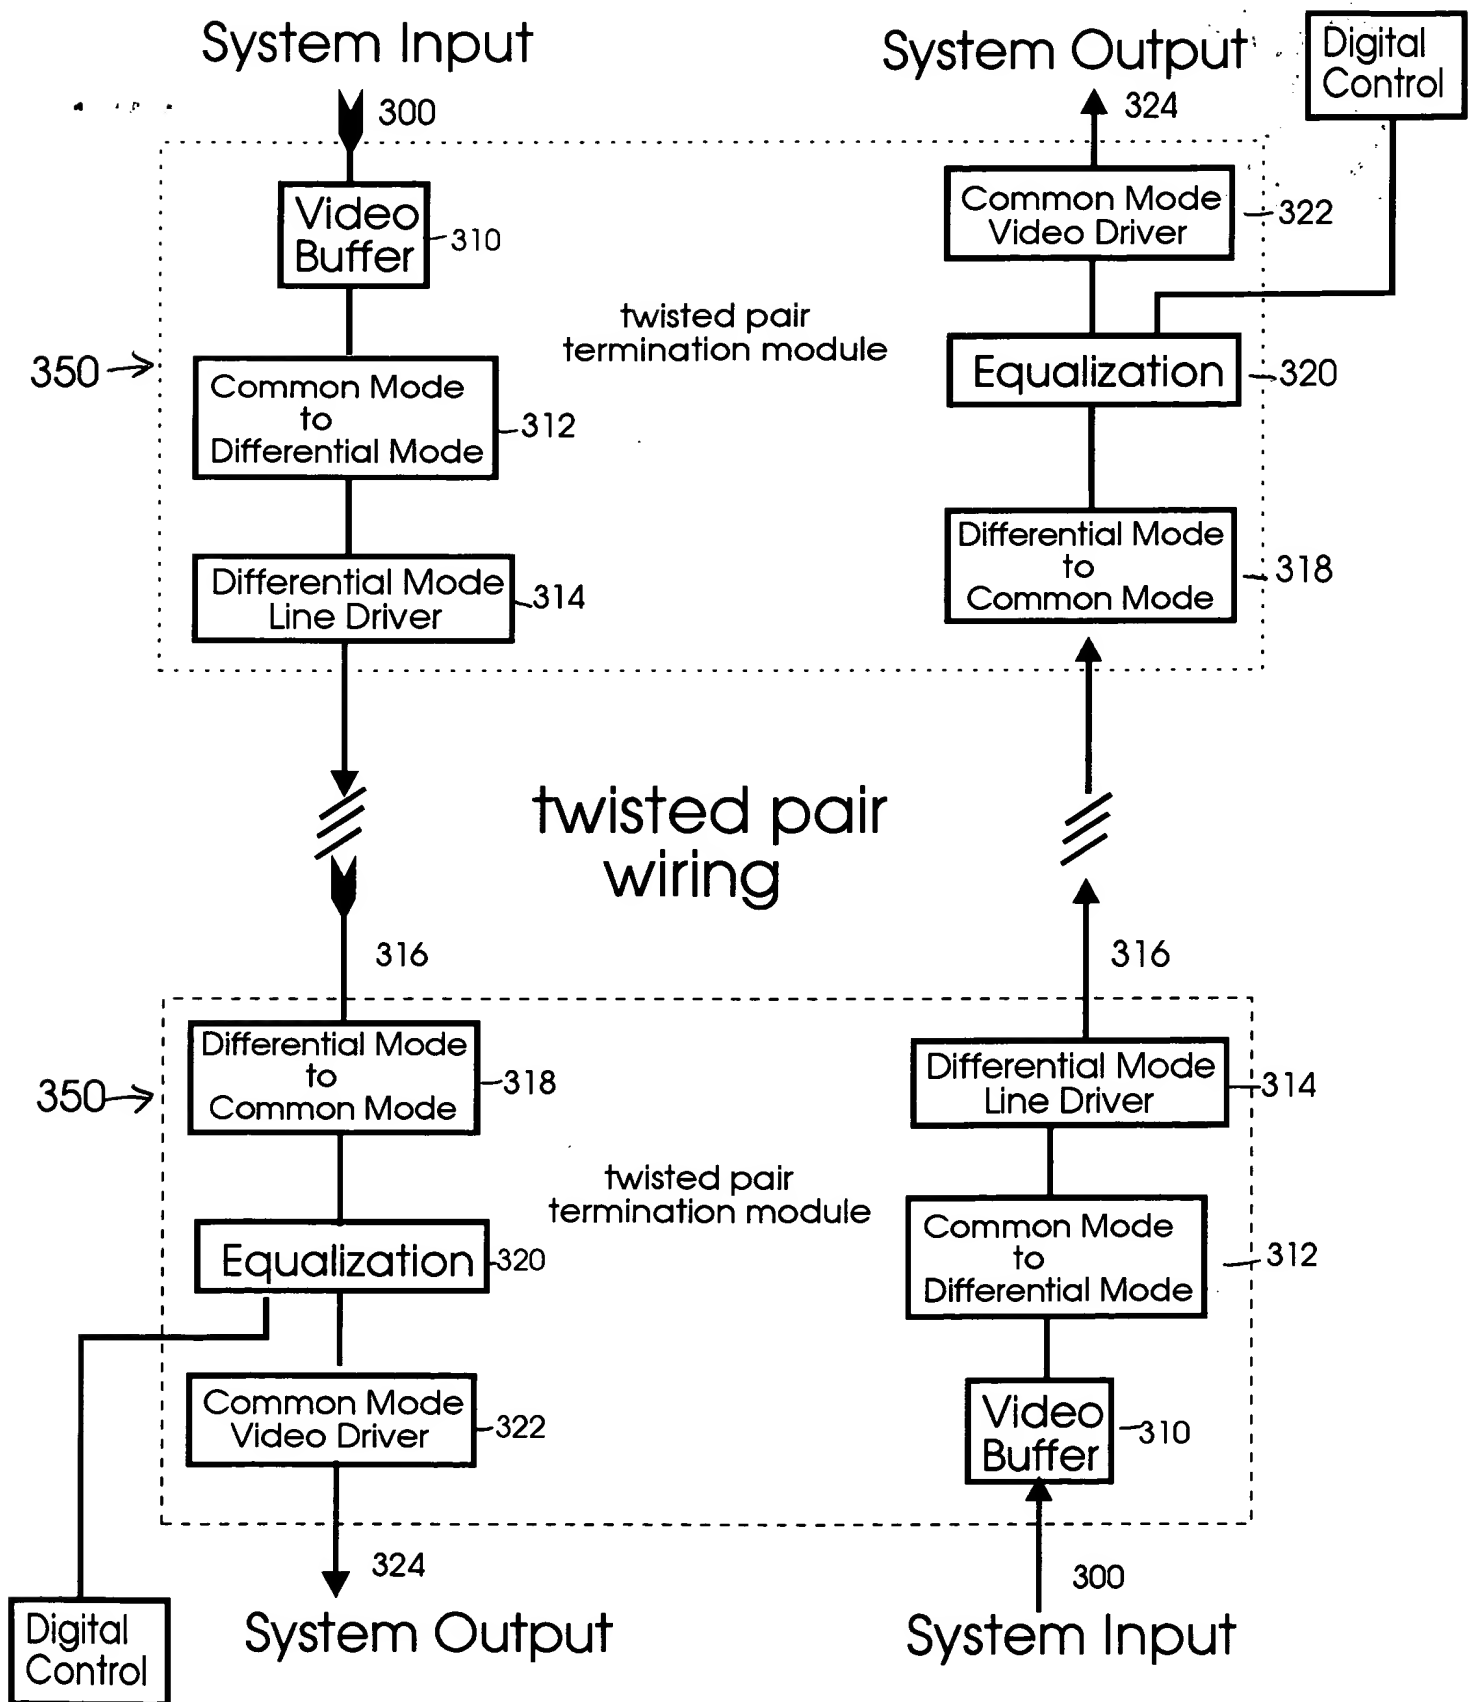 System Input
300
Video
Buffer
310
Common Mode
to
Differential Mode
312
Differential Mode
Line Driver
314
350
twisted pair
termination module
System Output
324
Digital
Control
Common Mode
Video Driver
322
Equalization
320
Differential Mode
to
Common Mode
318
twisted pair
wiring
316
316
350
Differential Mode
to
Common Mode
318
Equalization
320
Common Mode
Video Driver
322
324
System Output
Digital
Control
twisted pair
termination module
Differential Mode
Line Driver
314
Common Mode
to
Differential Mode
312
Video
Buffer
310
300
System Input